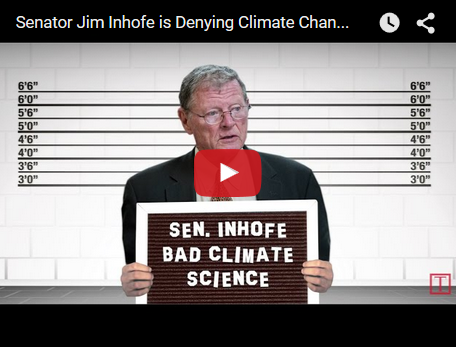 Senator Jim Inhofe is Denying Climate Chan...
6'6" 6'6"
6'0" 6'0"
5'6" 5'6"
5'0" 5'0"
4'6" 4'6"
4'0" 4'0"
3'6" 3'6"
3'0" 3'0"
SEN. INHOFE
BAD CLIMATE
SCIENCE
T